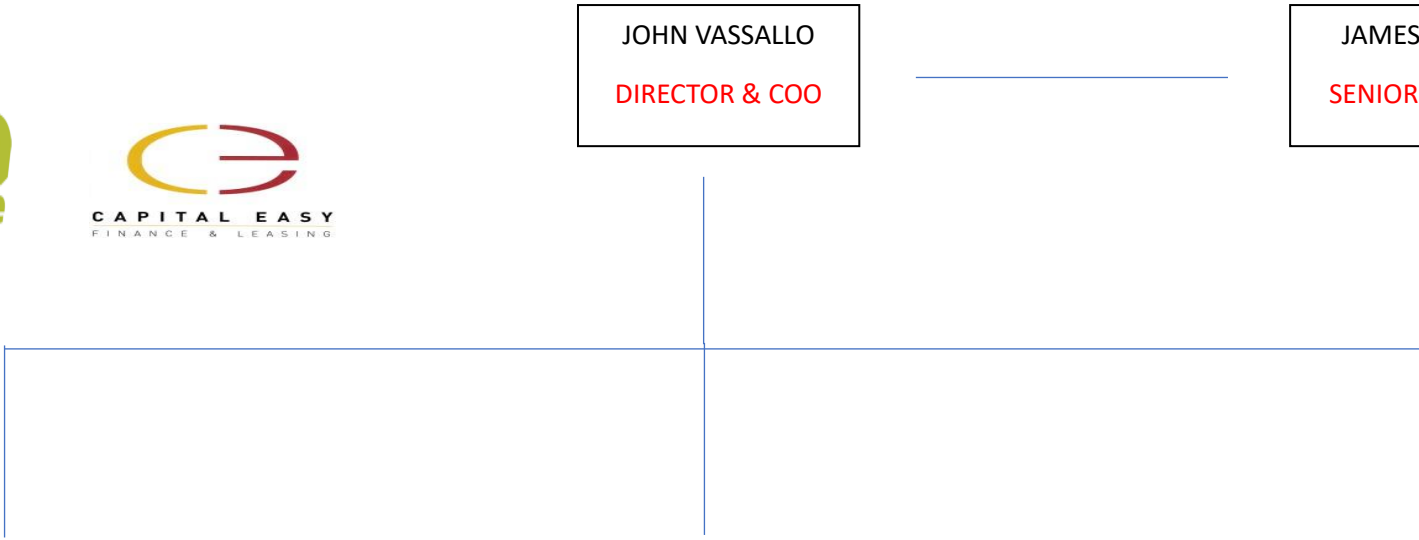 JOHN VASSALLO
DIRECTOR & COO
JAMES
SENIOR
CAPITAL EASY
FINANCE & LEASING